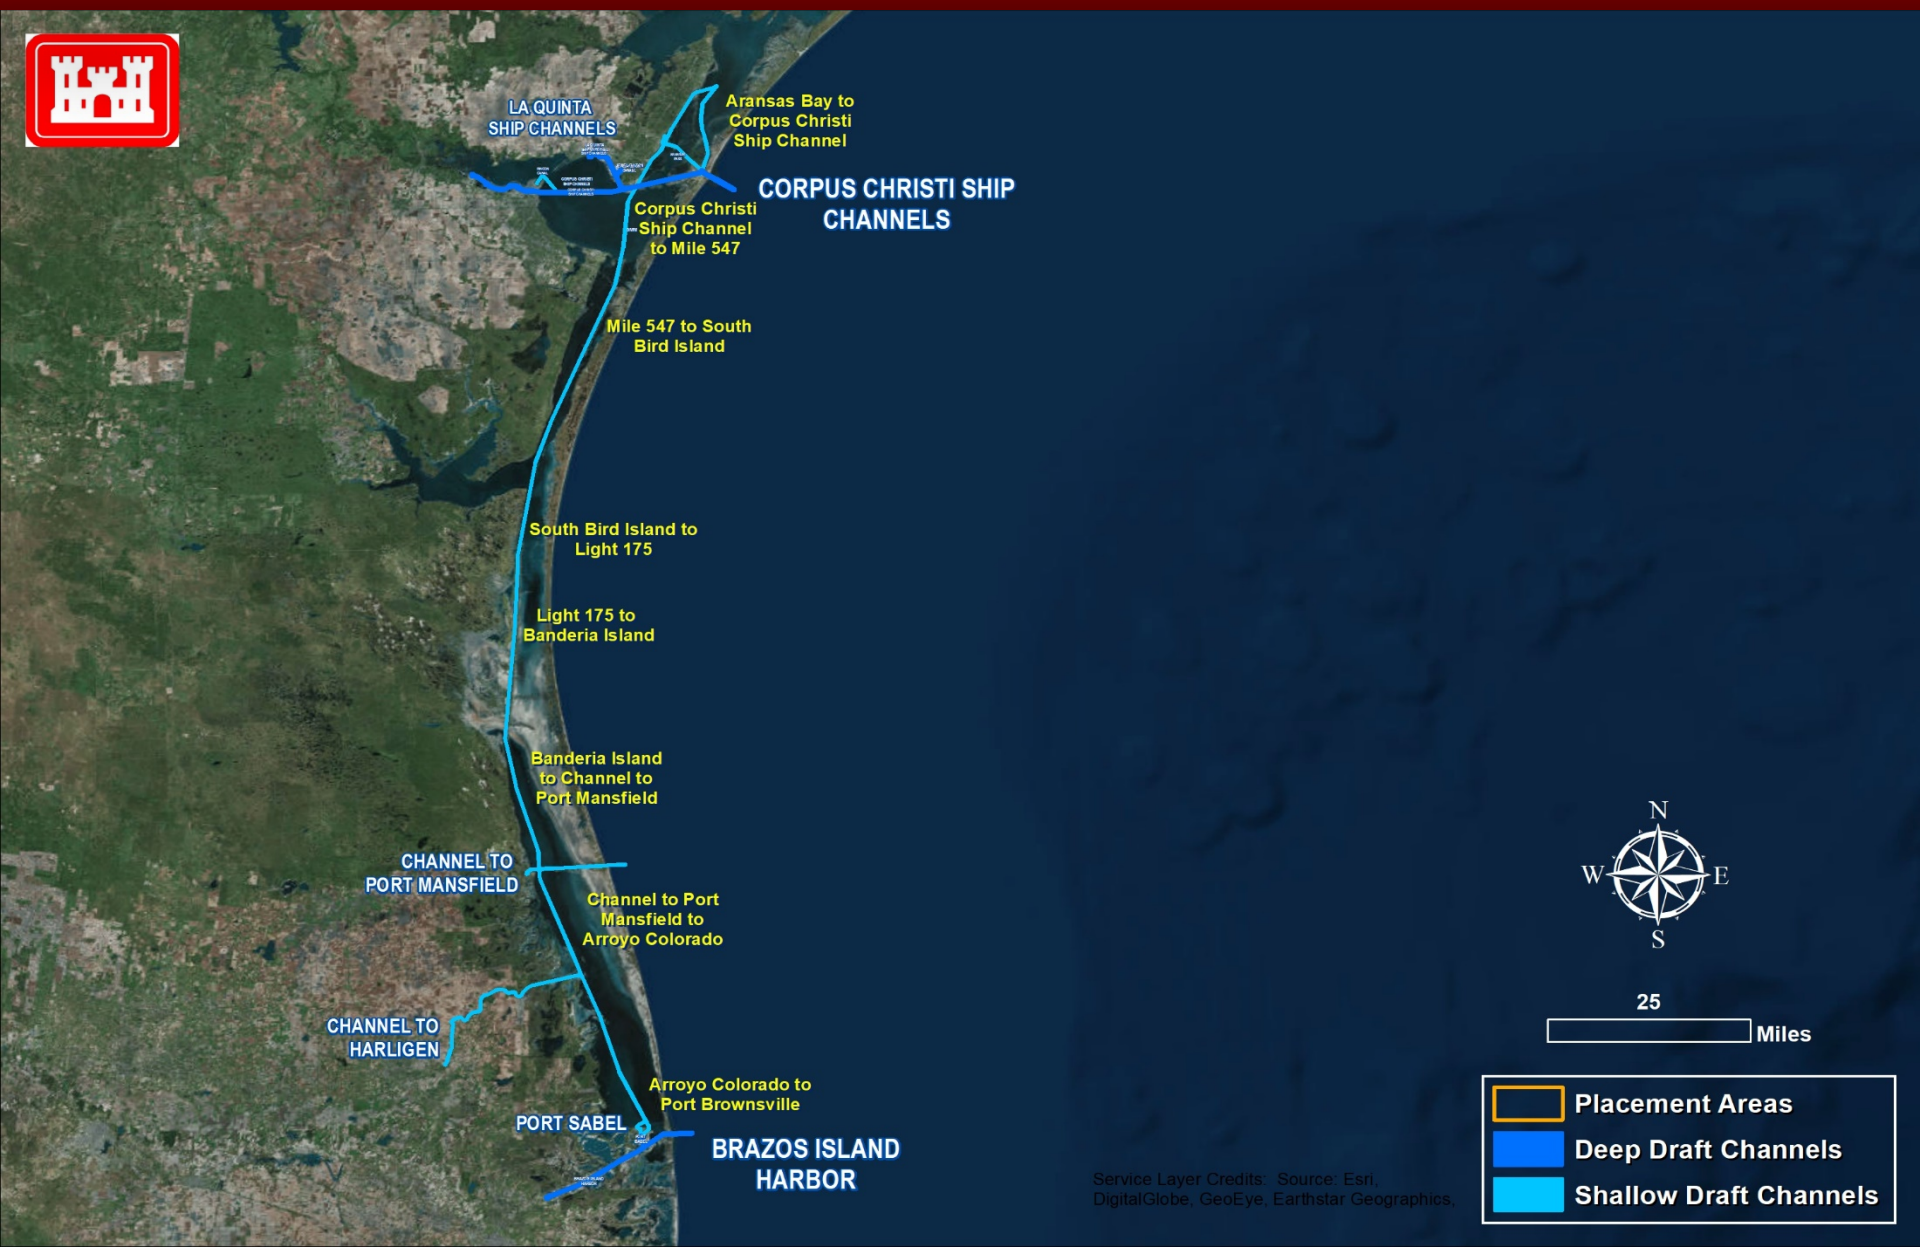 LA QUINTA
SHIP CHANNELS
Aransas Bay to
Corpus Christi
Ship Channel
CORPUS CHRISTI SHIP
CHANNELS
Corpus Christi
Ship Channel
to Mile 547
Mile 547 to South
Bird Island
South Bird Island to
Light 175
Light 175 to
Banderia Island
Banderia Island
to Channel to
Port Mansfield
CHANNEL TO
PORT MANSFIELD
Channel to Port
Mansfield to
Arroyo Colorado
CHANNEL TO
HARLIGEN
Arroyo Colorado to
Port Brownsville
PORT SABEL
BRAZOS ISLAND
HARBOR
BRAZOS ISLAND
HARBOR
N
W
E
S
25
Miles
Placement Areas
Deep Draft Channels
Shallow Draft Channels
Service Layer Credits: Source: Esri,
DigitalGlobe, GeoEye, Earthstar Geographics,